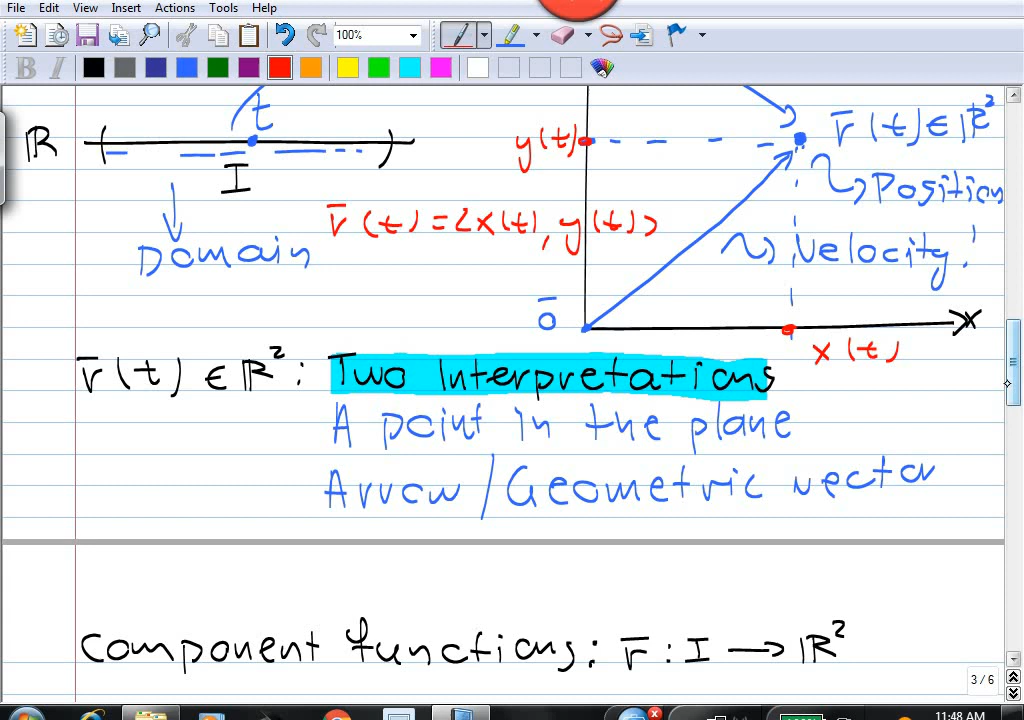 File Edit View Insert Actions Tools Help
100%
B I
t
ℝ
I
Domain
y(t)
r̄(t) ∈ ℝ²
Position
r̄(t) = <x(t), y(t)>
Velocity!
0̄
x
x(t)
r̄(t) ∈ ℝ²: Two Interpretations
A point in the plane
Arrow/Geometric vector
Component functions: r̄ : I → ℝ²
3 / 6
11:48 AM